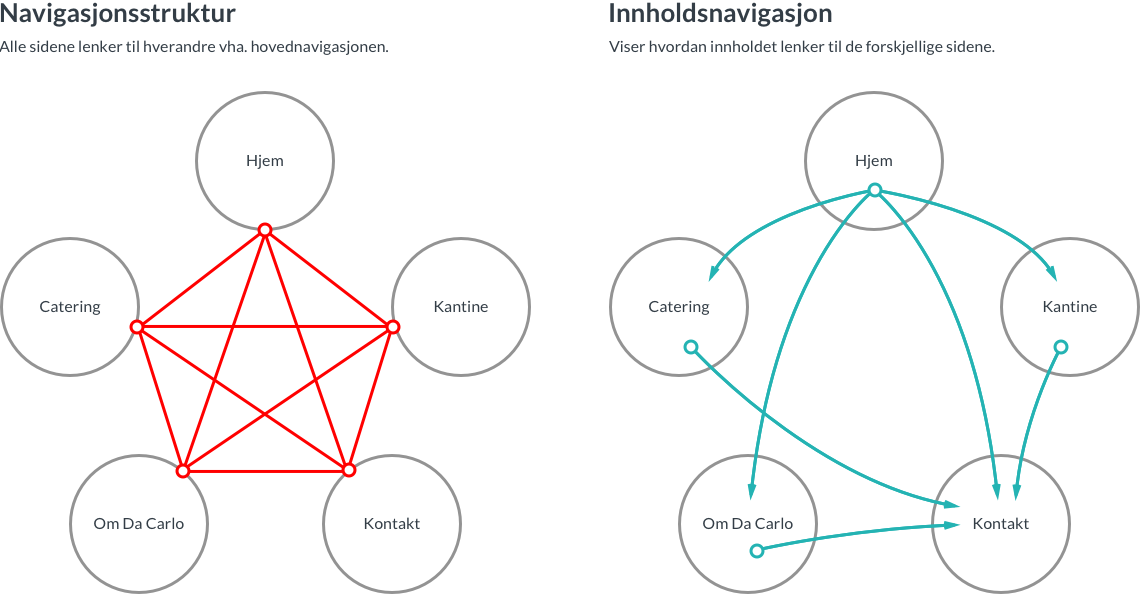 Navigasjonsstruktur
Alle sidene lenker til hverandre vha. hovednavigasjonen.
Hjem
Catering
Kantine
Om Da Carlo
Kontakt
Innholdsnavigasjon
Viser hvordan innholdet lenker til de forskjellige sidene.
Hjem
Catering
Kantine
Om Da Carlo
Kontakt